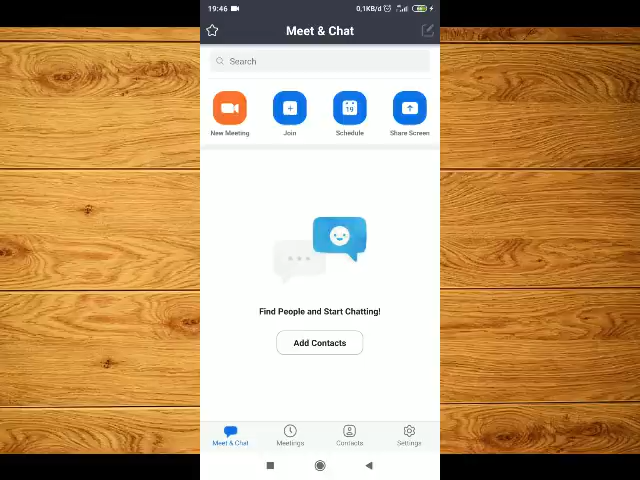 19:46 0,1KB/d
Meet & Chat
Search
19
New Meeting Join Schedule Share Screen
Find People and Start Chatting!
Add Contacts
Meet & Chat Meetings Contacts Settings